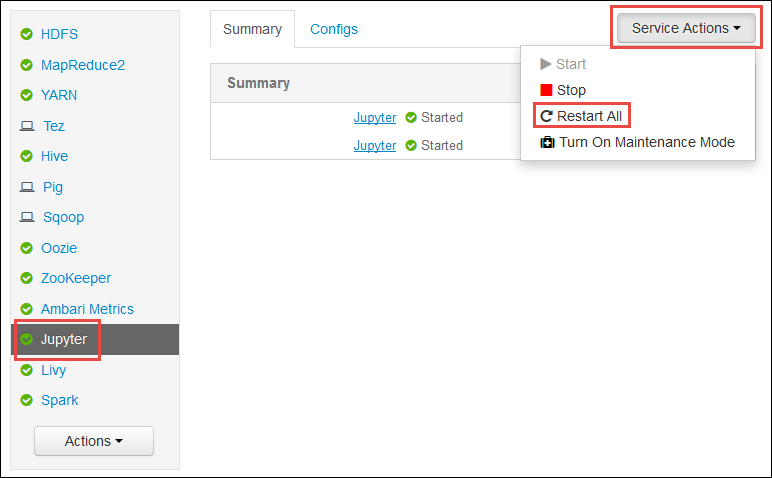 HDFS
MapReduce2
YARN
Tez
Hive
Pig
Sqoop
Oozie
ZooKeeper
Ambari Metrics
Jupyter
Livy
Spark
Actions
Summary Configs
Service Actions
Summary
Jupyter Started
Jupyter Started
Start
Stop
Restart All
Turn On Maintenance Mode